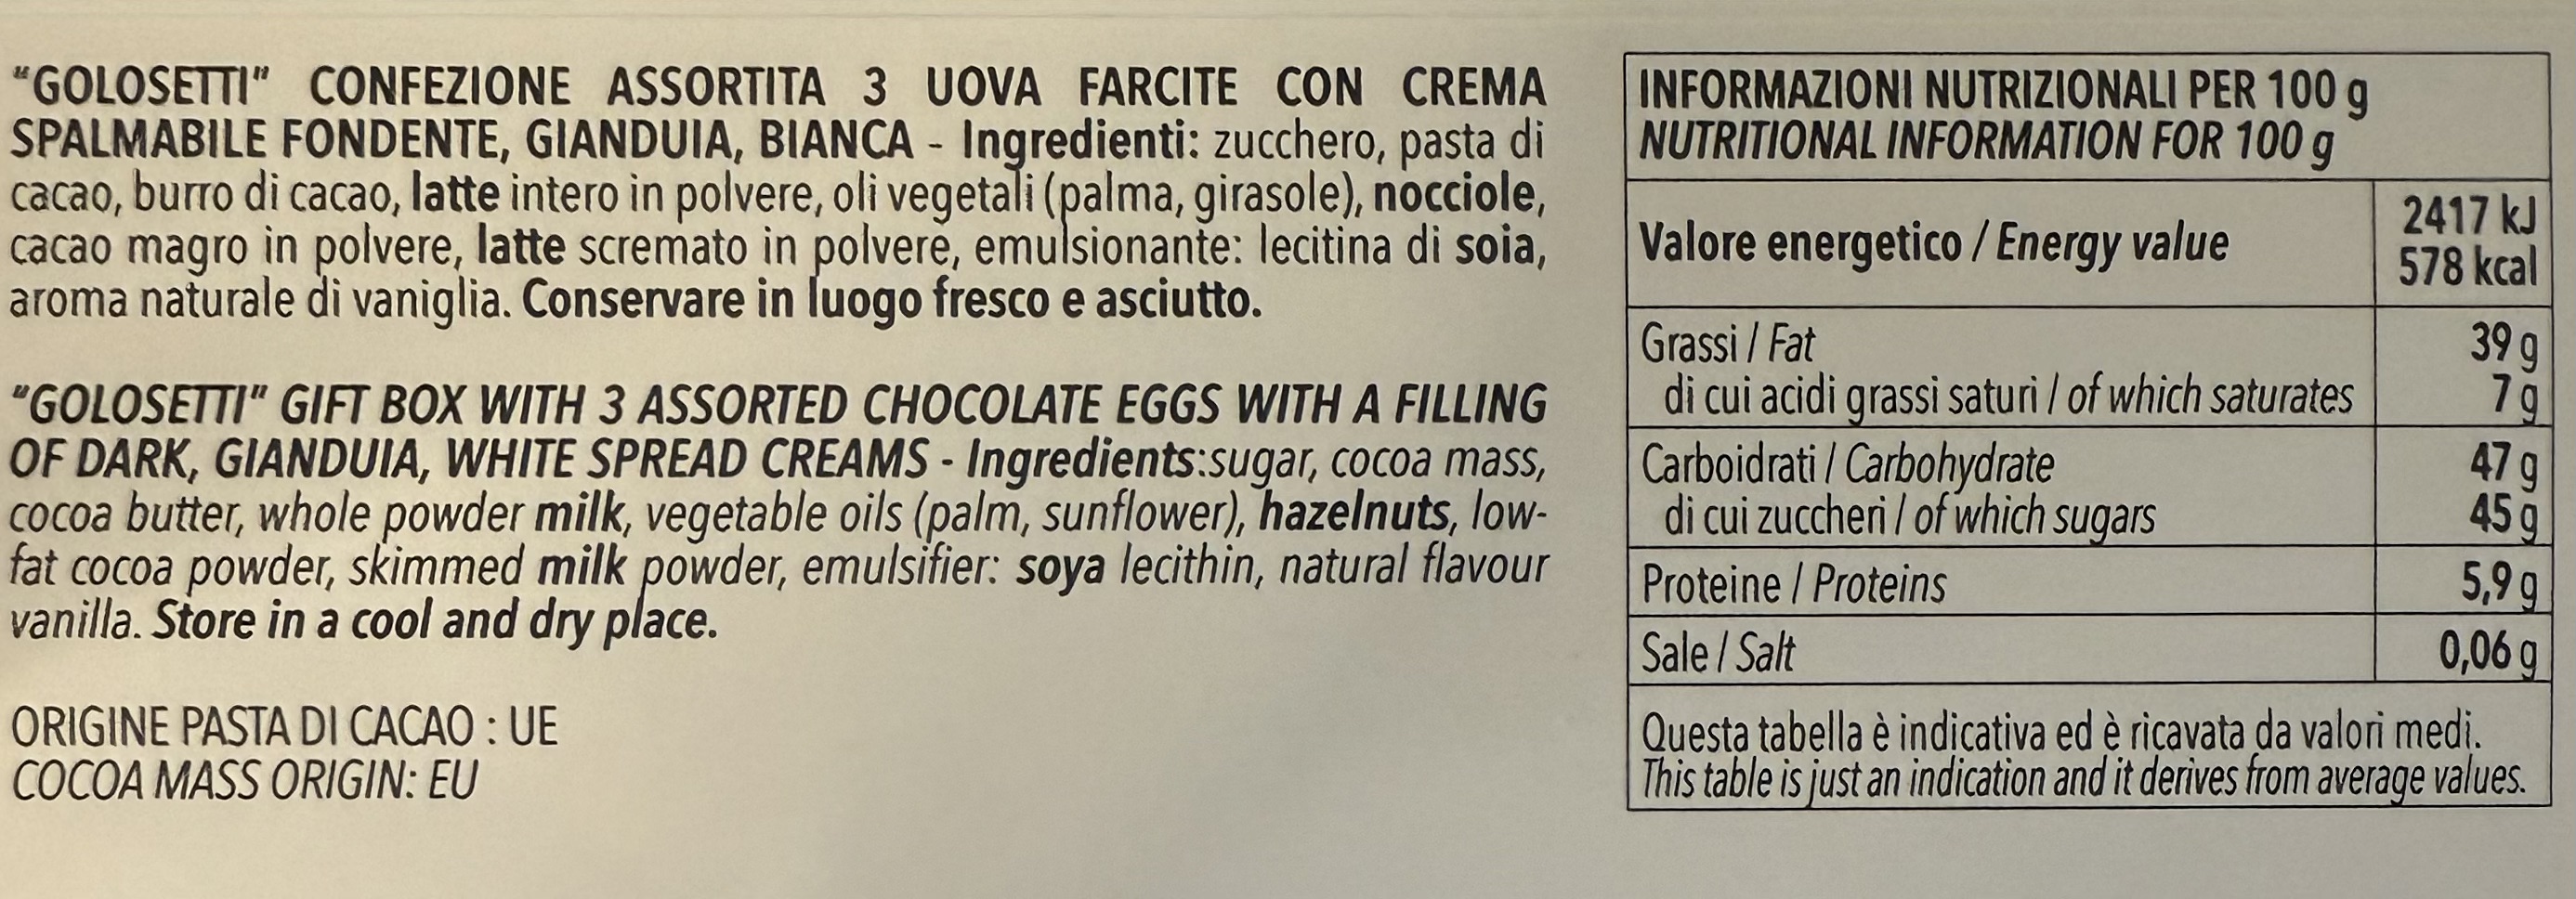 “GOLOSETTI” CONFEZIONE ASSORTITA 3 UOVA FARCITE CON CREMA
SPALMABILE FONDENTE, GIANDUIA, BIANCA - Ingredienti: zucchero, pasta di
cacao, burro di cacao, latte intero in polvere, oli vegetali (palma, girasole), nocciole,
cacao magro in polvere, latte scremato in polvere, emulsionante: lecitina di soia,
aroma naturale di vaniglia. Conservare in luogo fresco e asciutto.
“GOLOSETTI” GIFT BOX WITH 3 ASSORTED CHOCOLATE EGGS WITH A FILLING
OF DARK, GIANDUIA, WHITE SPREAD CREAMS - Ingredients:sugar, cocoa mass,
cocoa butter, whole powder milk, vegetable oils (palm, sunflower), hazelnuts, low-
fat cocoa powder, skimmed milk powder, emulsifier: soya lecithin, natural flavour
vanilla. Store in a cool and dry place.
ORIGINE PASTA DI CACAO : UE
COCOA MASS ORIGIN: EU
INFORMAZIONI NUTRIZIONALI PER 100 g
NUTRITIONAL INFORMATION FOR 100 g
Valore energetico / Energy value 2417 kJ
578 kcal
Grassi / Fat 39 g
di cui acidi grassi saturi / of which saturates 7 g
Carboidrati / Carbohydrate 47 g
di cui zuccheri / of which sugars 45 g
Proteine / Proteins 5,9 g
Sale / Salt 0,06 g
Questa tabella è indicativa ed è ricavata da valori medi.
This table is just an indication and it derives from average values.